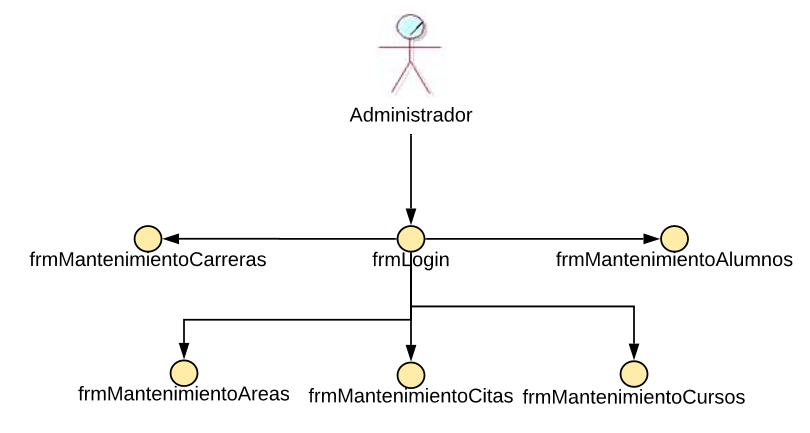 Administrador
frmMantenimientoCarreras
frmLogin
frmMantenimientoAlumnos
frmMantenimientoAreas
frmMantenimientoCitas
frmMantenimientoCursos